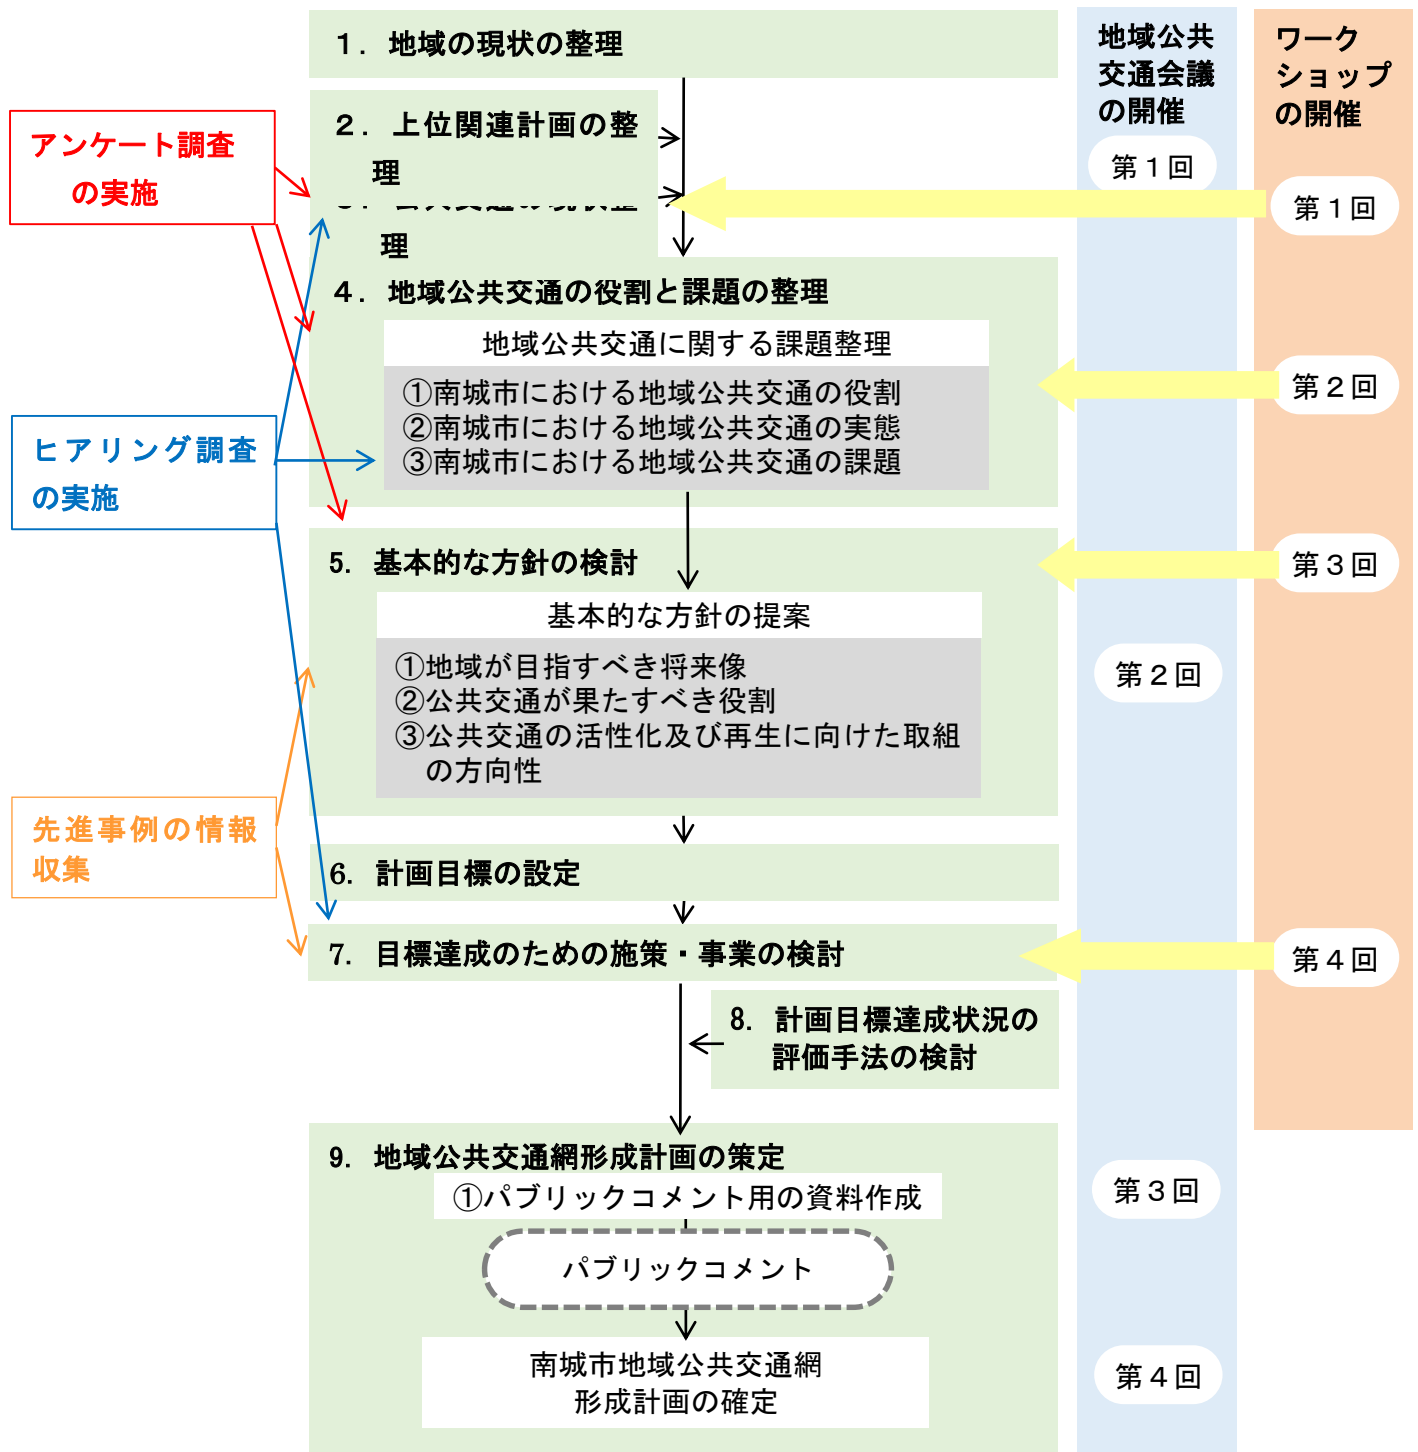 １．地域の現状の整理
２．上位関連計画の整
理
公共交通の現状整
理
４．地域公共交通の役割と課題の整理
地域公共交通に関する課題整理
①南城市における地域公共交通の役割
②南城市における地域公共交通の実態
③南城市における地域公共交通の課題
5. 基本的な方針の検討
基本的な方針の提案
①地域が目指すべき将来像
②公共交通が果たすべき役割
③公共交通の活性化及び再生に向けた取組
の方向性
6. 計画目標の設定
7. 目標達成のための施策・事業の検討
8. 計画目標達成状況の
評価手法の検討
9. 地域公共交通網形成計画の策定
①パブリックコメント用の資料作成
パブリックコメント
南城市地域公共交通網
形成計画の確定
アンケート調査
の実施
ヒアリング調査
の実施
先進事例の情報
収集
地域公共
交通会議
の開催
第１回
第２回
第３回
第４回
ワーク
ショップ
の開催
第１回
第２回
第３回
第４回